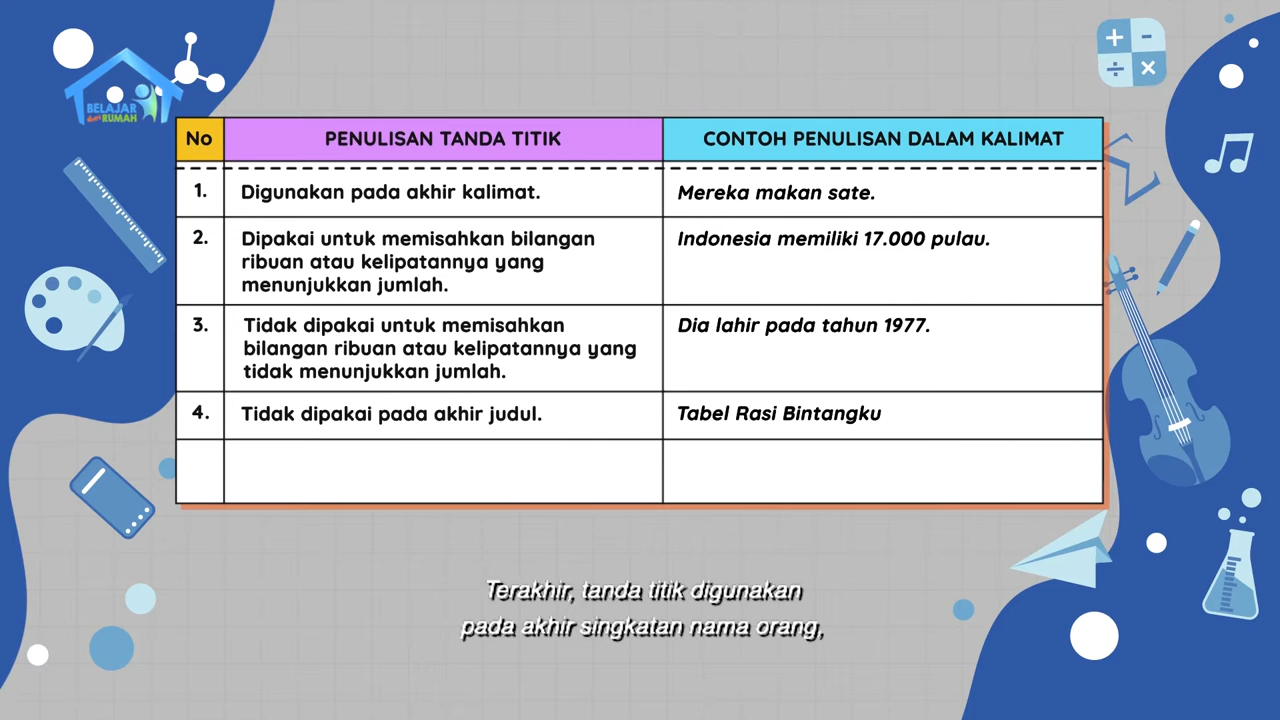 BELAJAR
dari RUMAH
No
PENULISAN TANDA TITIK
CONTOH PENULISAN DALAM KALIMAT
1.
Digunakan pada akhir kalimat.
Mereka makan sate.
2.
Dipakai untuk memisahkan bilangan
ribuan atau kelipatannya yang
menunjukkan jumlah.
Indonesia memiliki 17.000 pulau.
3.
Tidak dipakai untuk memisahkan
bilangan ribuan atau kelipatannya yang
tidak menunjukkan jumlah.
Dia lahir pada tahun 1977.
4.
Tidak dipakai pada akhir judul.
Tabel Rasi Bintangku
Terakhir, tanda titik digunakan
pada akhir singkatan nama orang,